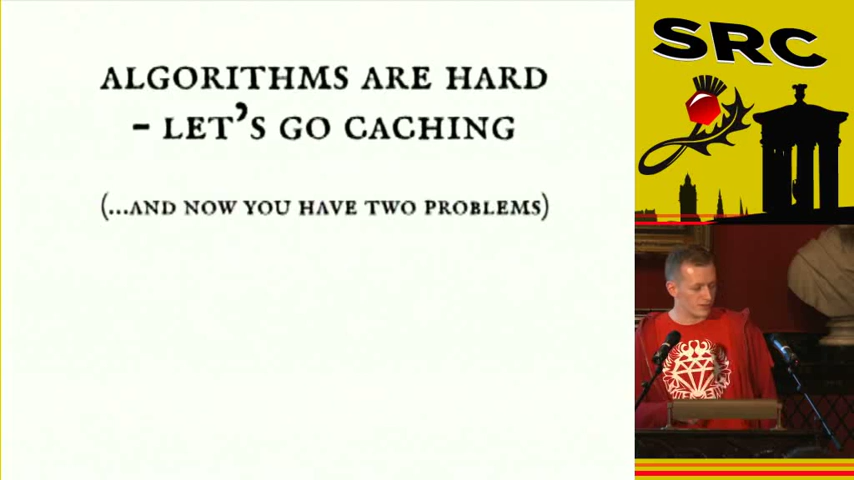 ALGORITHMS ARE HARD
- LET'S GO CACHING
(...AND NOW YOU HAVE TWO PROBLEMS)
SRC